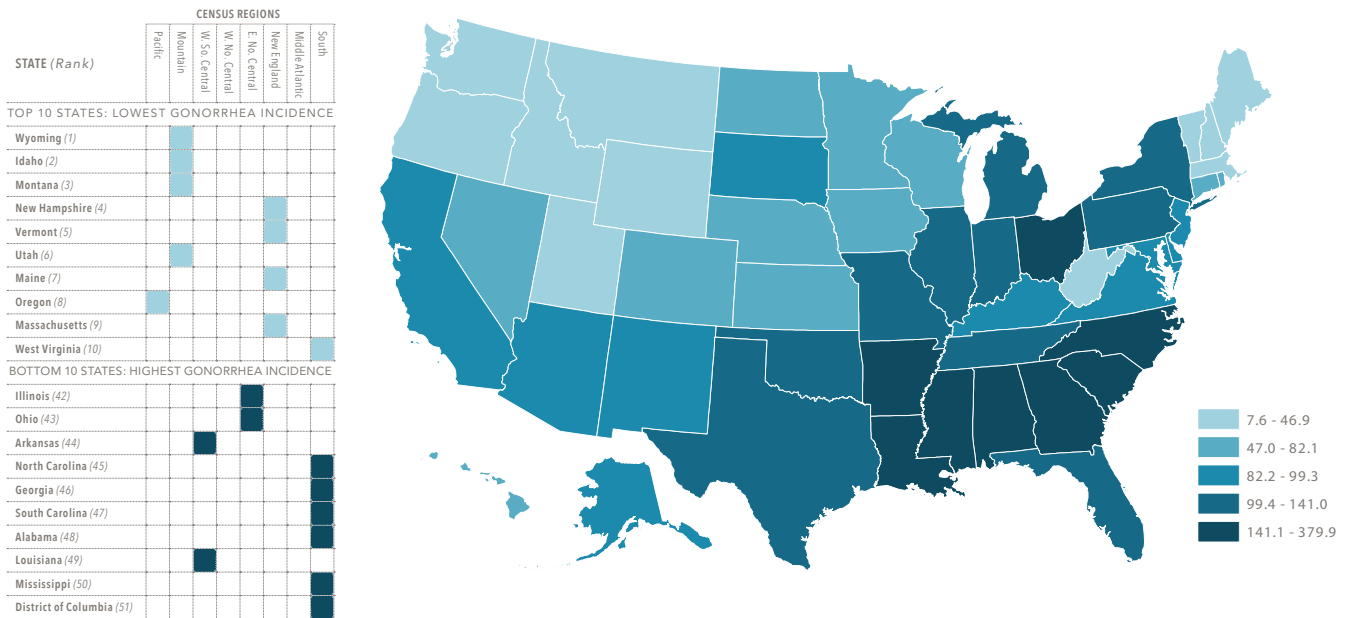 CENSUS REGIONS
STATE (Rank)
Pacific
Mountain
W. So. Central
W. No. Central
E. No. Central
New England
Middle Atlantic
South
TOP 10 STATES: LOWEST GONORRHEA INCIDENCE
Wyoming (1)
Idaho (2)
Montana (3)
New Hampshire (4)
Vermont (5)
Utah (6)
Maine (7)
Oregon (8)
Massachusetts (9)
West Virginia (10)
BOTTOM 10 STATES: HIGHEST GONORRHEA INCIDENCE
Illinois (42)
Ohio (43)
Arkansas (44)
North Carolina (45)
Georgia (46)
South Carolina (47)
Alabama (48)
Louisiana (49)
Mississippi (50)
District of Columbia (51)
7.6 - 46.9
47.0 - 82.1
82.2 - 99.3
99.4 - 141.0
141.1 - 379.9